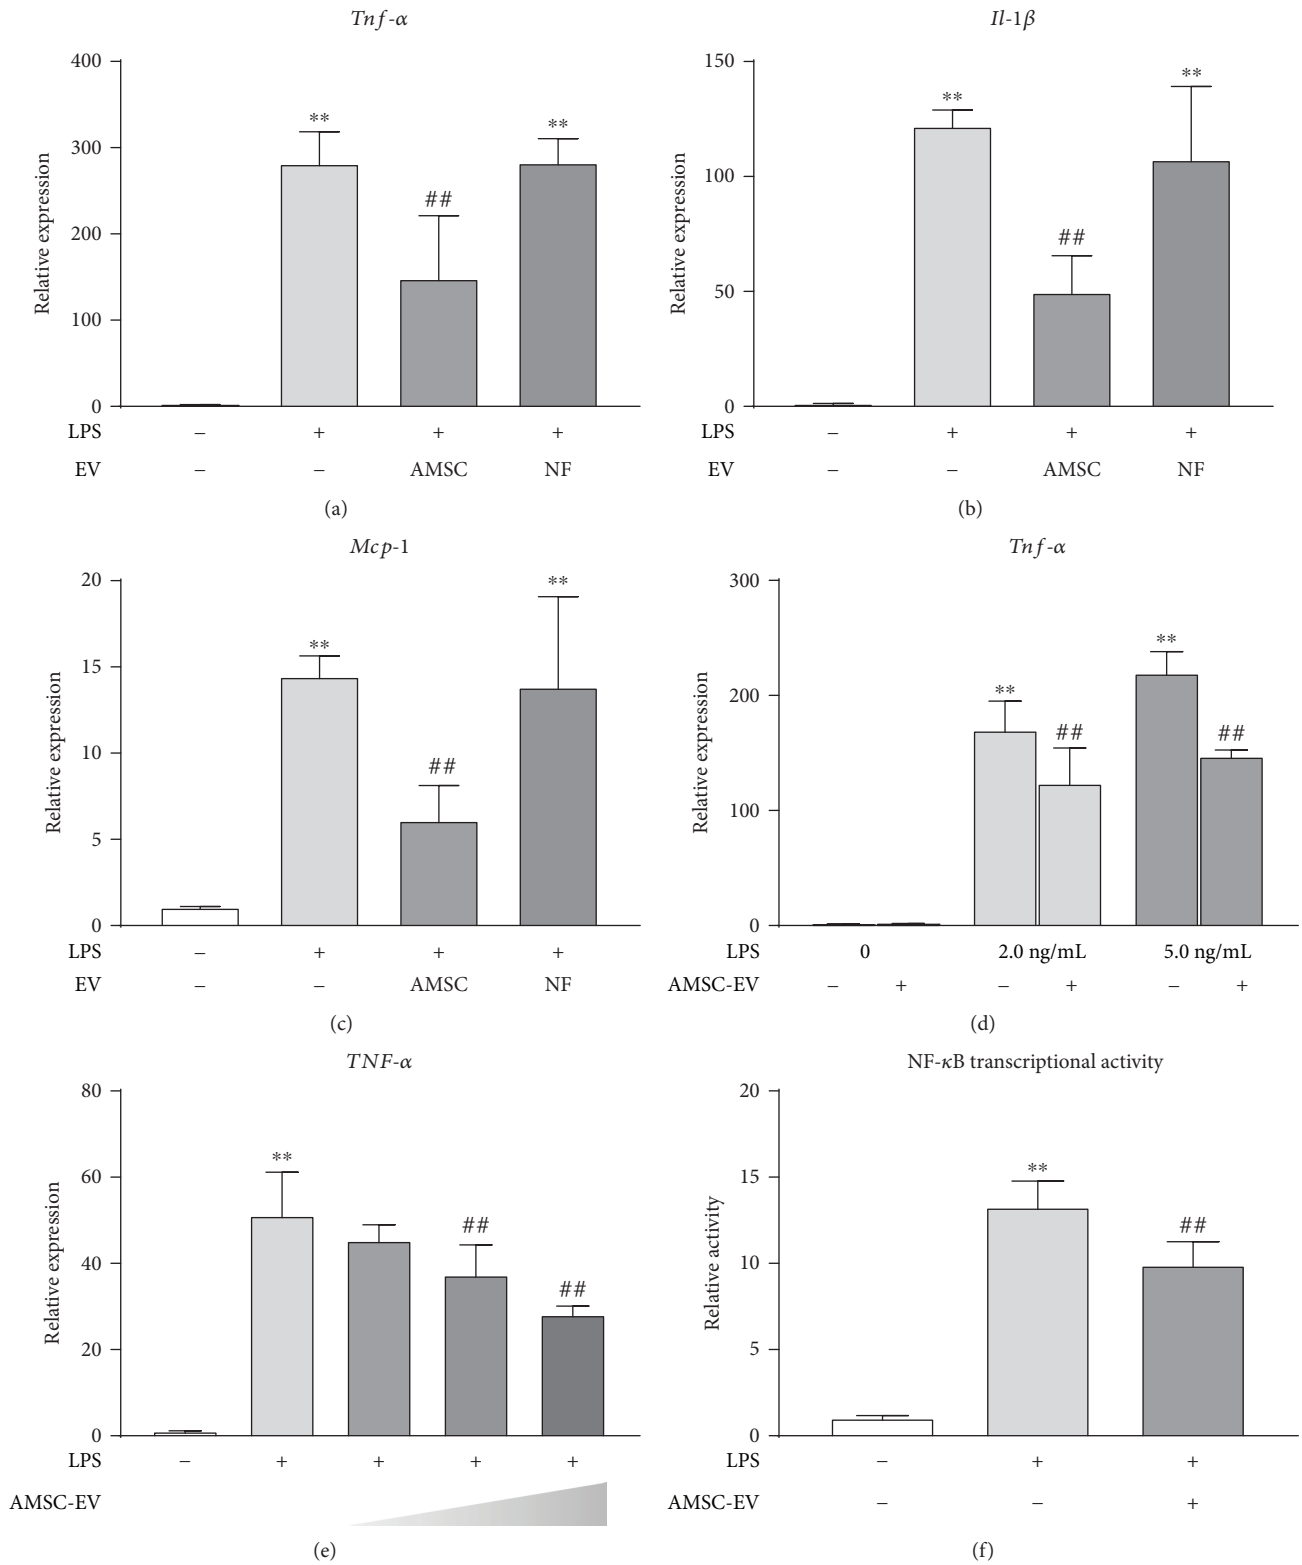 Tnf-α
400
300
200
100
0
Relative expression
**
##
**
LPS – + + +
EV – – AMSC NF
(a)
Il-1β
150
100
50
0
Relative expression
**
##
**
LPS – + + +
EV – – AMSC NF
(b)
Mcp-1
20
15
10
5
0
Relative expression
**
##
**
LPS – + + +
EV – – AMSC NF
(c)
Tnf-α
300
200
100
0
Relative expression
**
##
**
##
LPS 0 2.0 ng/mL 5.0 ng/mL
AMSC-EV – + – + – +
(d)
TNF-α
80
60
40
20
0
Relative expression
**
##
##
LPS – + + + +
AMSC-EV
(e)
NF-κB transcriptional activity
20
15
10
5
0
Relative activity
**
##
LPS – + +
AMSC-EV – – +
(f)